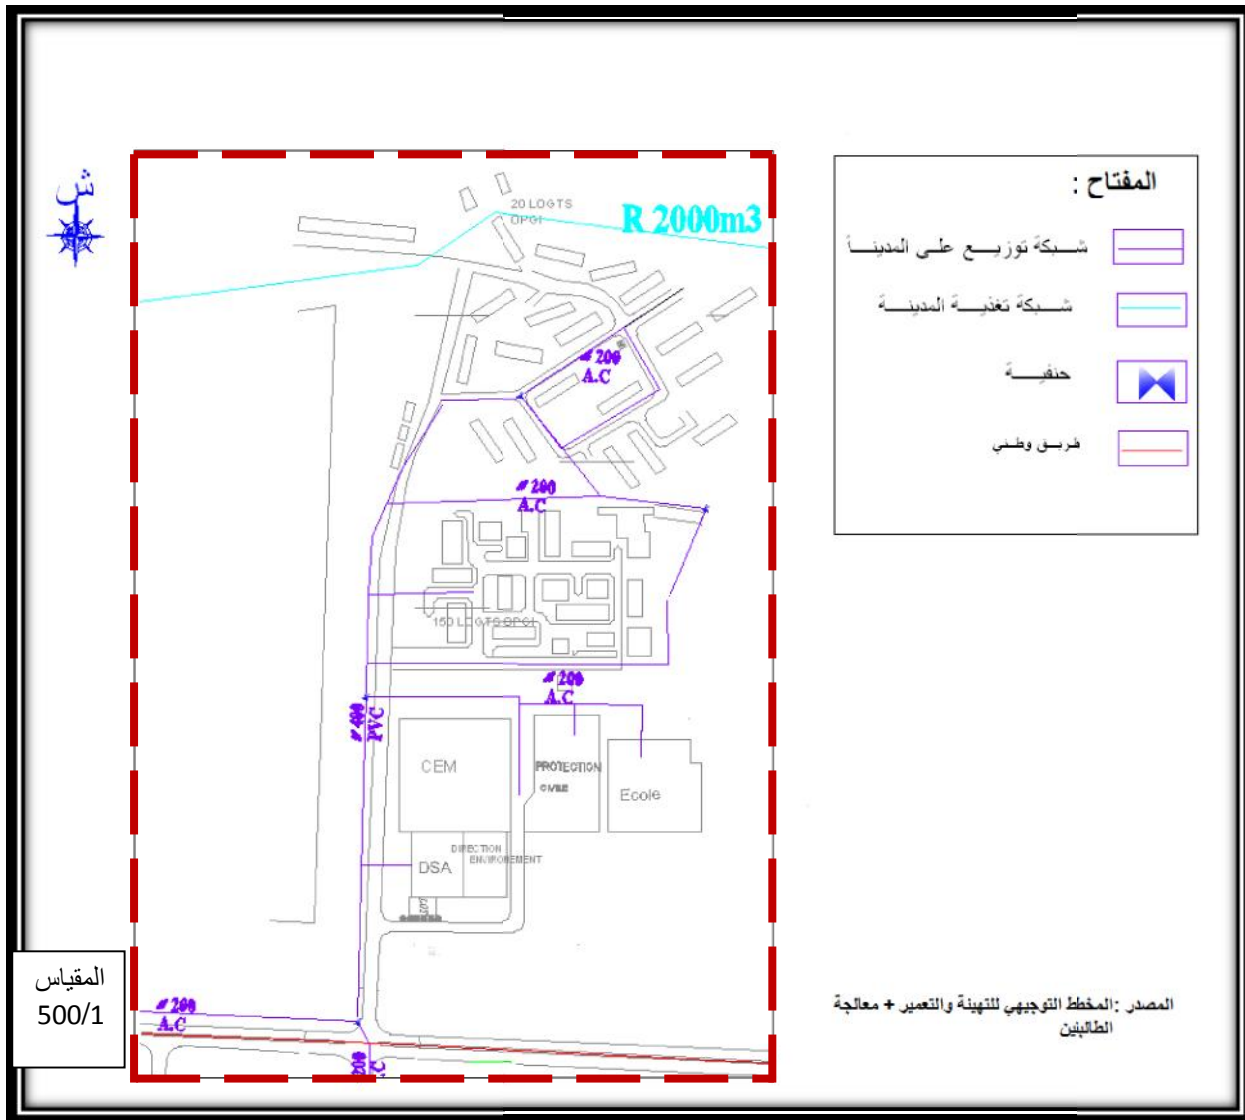 ش
20 LOGTS
OPGI
R 2000m3
المفتاح :
شبكة توزيع على المدينة
شبكة تغذية المدينة
حنفية
طريق وطني
# 200
A.C
# 200
A.C
150 LOGTS OPGI
# 200
A.C
# 400
PVC
CEM
PROTECTION
CIVILE
Ecole
DIRECTION
ENVIRONEMENT
DSA
# 200
A.C
200
المقياس
500/1
المصدر :المخطط التوجيهي للتهيئة والتعمير + معالجة
الطالبتين